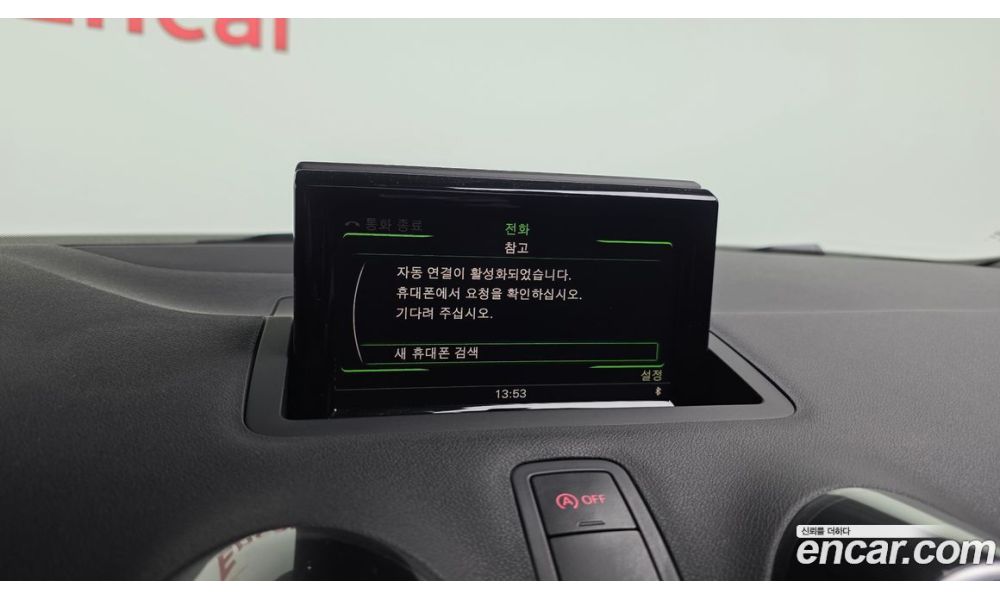 Encar
통화 종료
전화
참고
자동 연결이 활성화되었습니다.
휴대폰에서 요청을 확인하십시오.
기다려 주십시오.
새 휴대폰 검색
설정
13:53
A OFF
신뢰를 더하다
encar.com